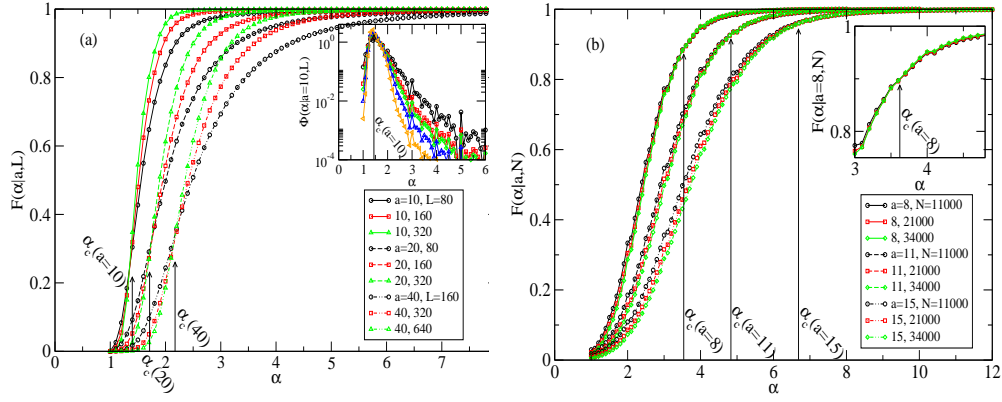 (a)
F(α|a,L)
1
0.8
0.6
0.4
0.2
0
0 1 2 3 4 5 6 7
α
α_c(a=10)
α_c(20)
α_c(40)
Φ(α|a=10,L)
10^0
10^-2
10^-4
0 1 2 3 4 5 6
α
α_c(a=10)
a=10, L=80
10, 160
10, 320
a=20, 80
20, 160
20, 320
a=40, L=160
40, 320
40, 640
(b)
F(α|a,N)
1
0.8
0.6
0.4
0.2
0
0 2 4 6 8 10 12
α
α_c(a=8)
α_c(a=11)
α_c(a=15)
F(α|a=8,N)
1
0.8
3 4
α
α_c(a=8)
a=8, N=11000
8, 21000
8, 34000
a=11, N=11000
11, 21000
11, 34000
a=15, N=11000
15, 21000
15, 34000